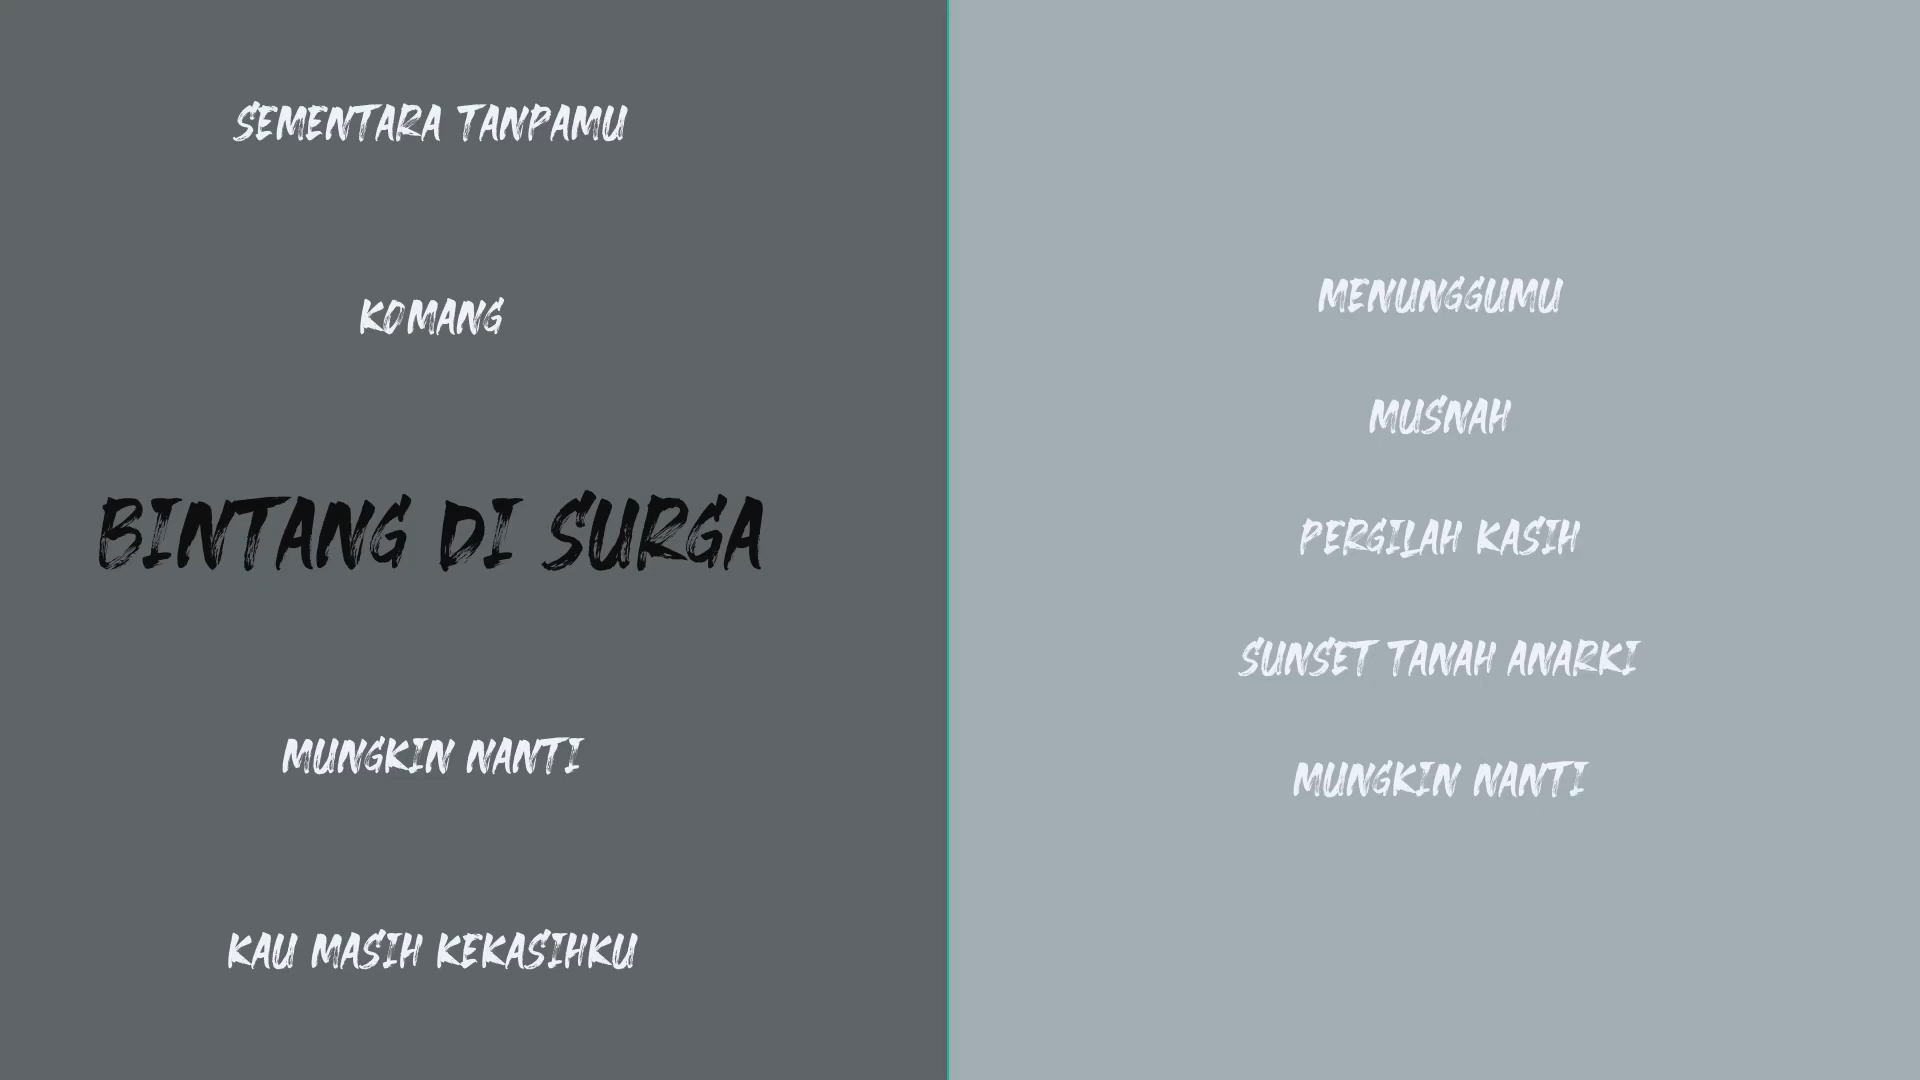 SEMENTARA TANPAMU
KOMANG
BINTANG DI SURGA
MUNGKIN NANTI
KAU MASIH KEKASIHKU
MENUNGGUMU
MUSNAH
PERGILAH KASIH
SUNSET TANAH ANARKI
MUNGKIN NANTI